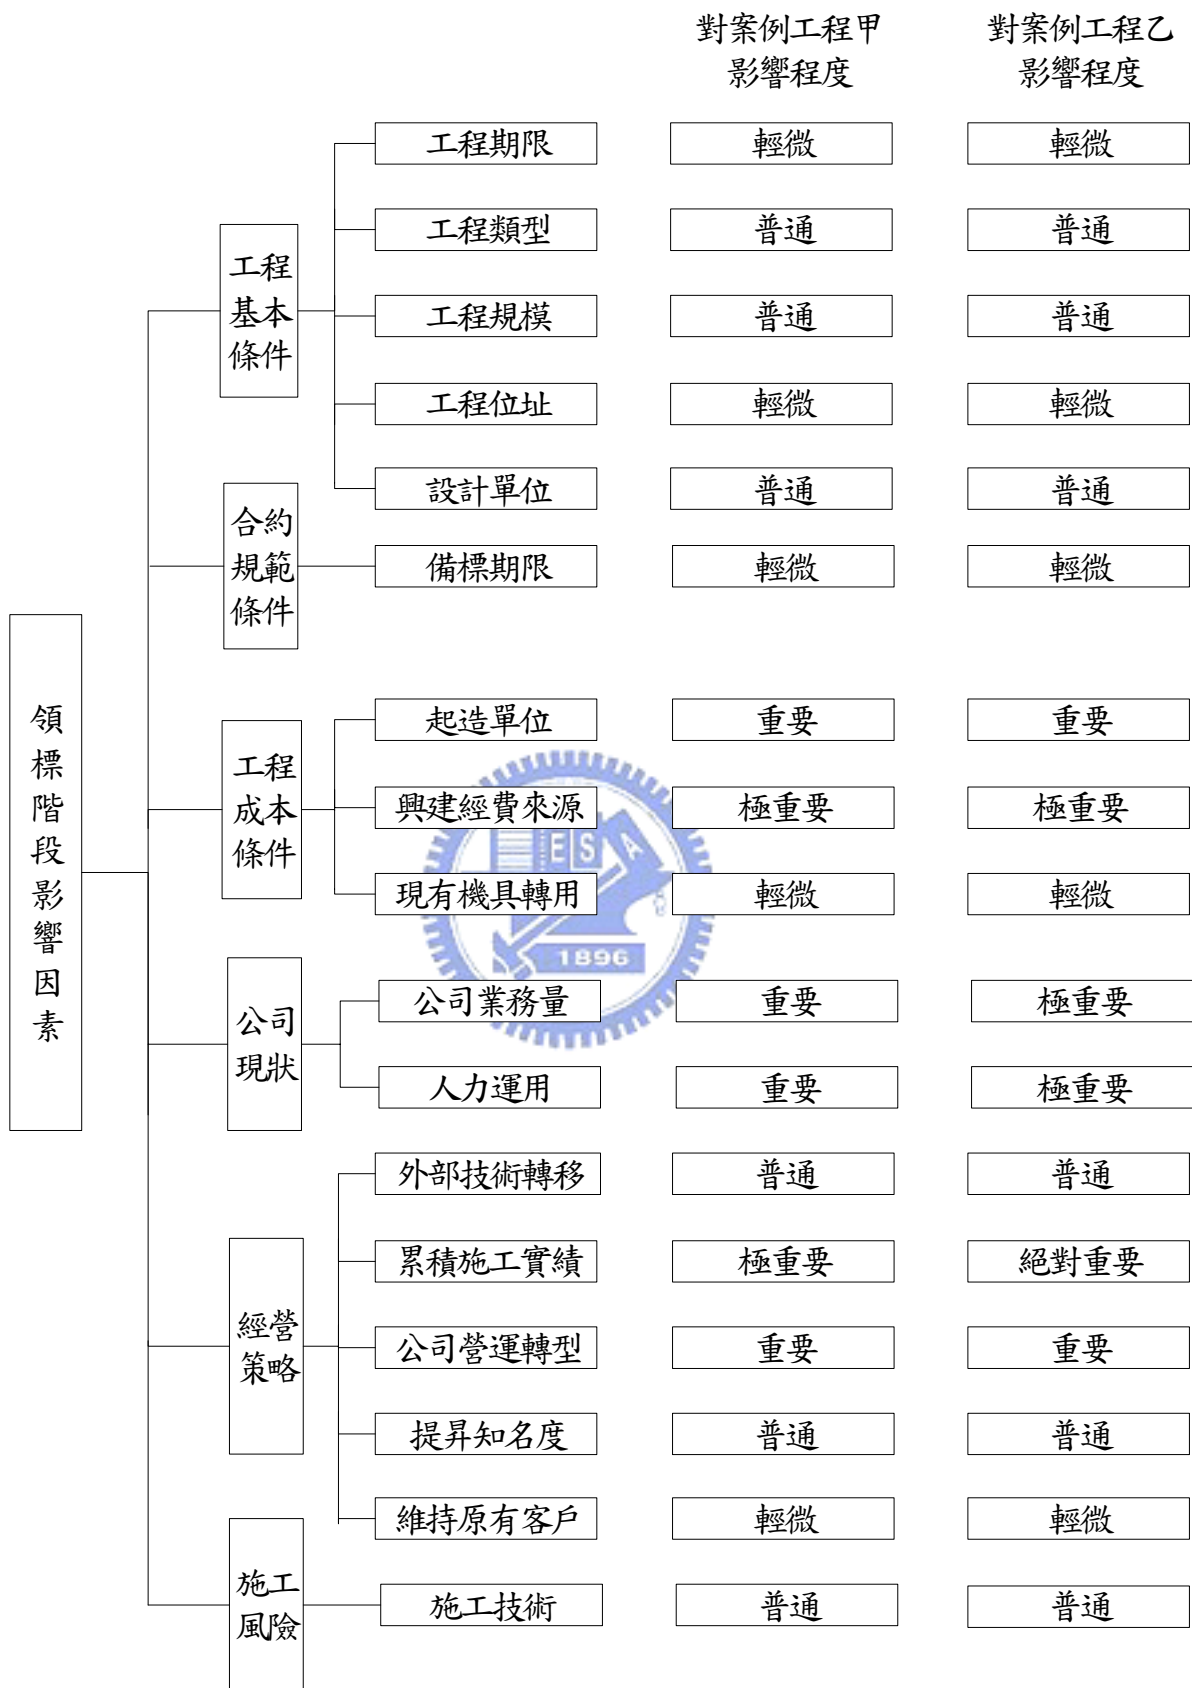 對案例工程甲
影響程度
對案例工程乙
影響程度
領標階段影響因素
工程
基本
條件
工程期限
輕微
輕微
工程類型
普通
普通
工程規模
普通
普通
工程位址
輕微
輕微
設計單位
普通
普通
合約
規範
條件
備標期限
輕微
輕微
工程
成本
條件
起造單位
重要
重要
興建經費來源
極重要
極重要
現有機具轉用
輕微
輕微
公司
現狀
公司業務量
重要
極重要
人力運用
重要
極重要
經營
策略
外部技術轉移
普通
普通
累積施工實績
極重要
絕對重要
公司營運轉型
重要
重要
提昇知名度
普通
普通
維持原有客戶
輕微
輕微
施工
風險
施工技術
普通
普通
ESA
1896